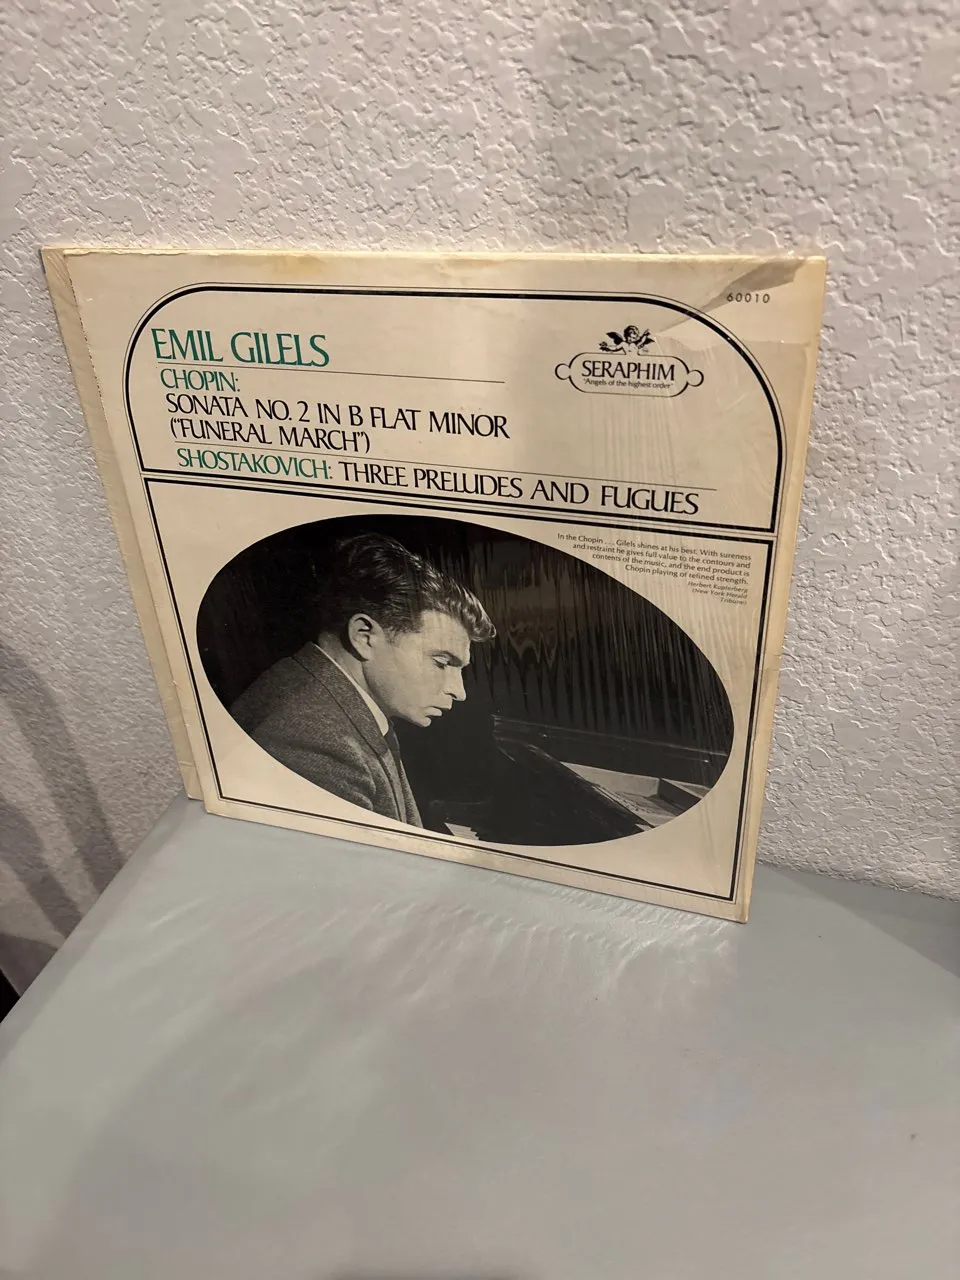 60010
EMIL GILELS
SERAPHIM
"Angels of the highest order"
CHOPIN:
SONATA NO. 2 IN B FLAT MINOR
("FUNERAL MARCH")
SHOSTAKOVICH: THREE PRELUDES AND FUGUES
In the Chopin .... Gilels shines at his best. With sureness
and restraint he gives full value to the contours and
contents of the music, and the end product is
Chopin playing of refined strength.
Herbert Kupferberg
(New York Herald
Tribune)